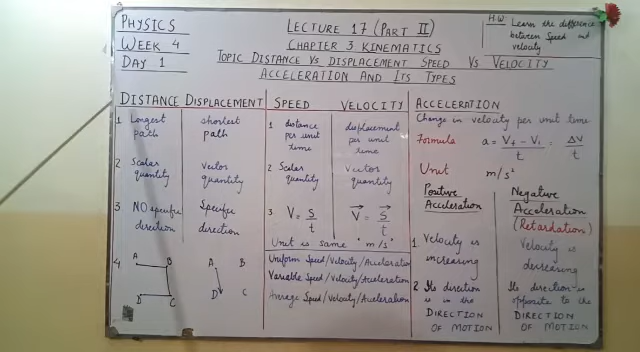 PHYSICS
WEEK 4
DAY 1
LECTURE 17 (PART II)
CHAPTER 3 KINEMATICS
TOPIC DISTANCE VS DISPLACEMENT SPEED VS VELOCITY
ACCELERATION AND ITS TYPES
H.W Learn the difference
between Speed and
velocity
DISTANCE DISPLACEMENT
1 Longest shortest
path path
2 Scalar vector
quantity quantity
3 NO specific Specific
direction direction
4 A B A B
D C D C
SPEED VELOCITY
1 distance displacement
per unit per unit
time time
2 Scalar Vector
quantity quantity
3. V = S/t V = S/t
Unit is same "m/s"
Uniform Speed/Velocity/Acceleration
Variable Speed/Velocity/Acceleration
Average Speed/Velocity/Acceleration
ACCELERATION
Change in velocity per unit time
Formula a = Vf - Vi / t = ΔV / t
Unit m/s²
Positive Negative
Acceleration Acceleration
(Retardation)
1 Velocity is Velocity is
increasing decreasing
2 Its direction Its direction is
is in the opposite to the
DIRECTION DIRECTION
OF MOTION OF MOTION